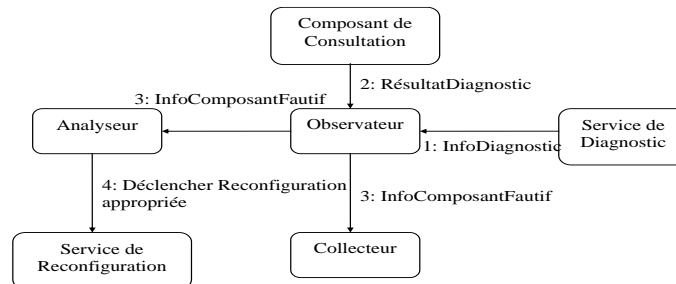 Composant de
Consultation
2: RésultatDiagnostic
3: InfoComposantFautif
Analyseur
Observateur
Service de
Diagnostic
1: InfoDiagnostic
4: Déclencher Reconfiguration
appropriée
3: InfoComposantFautif
Service de
Reconfiguration
Collecteur